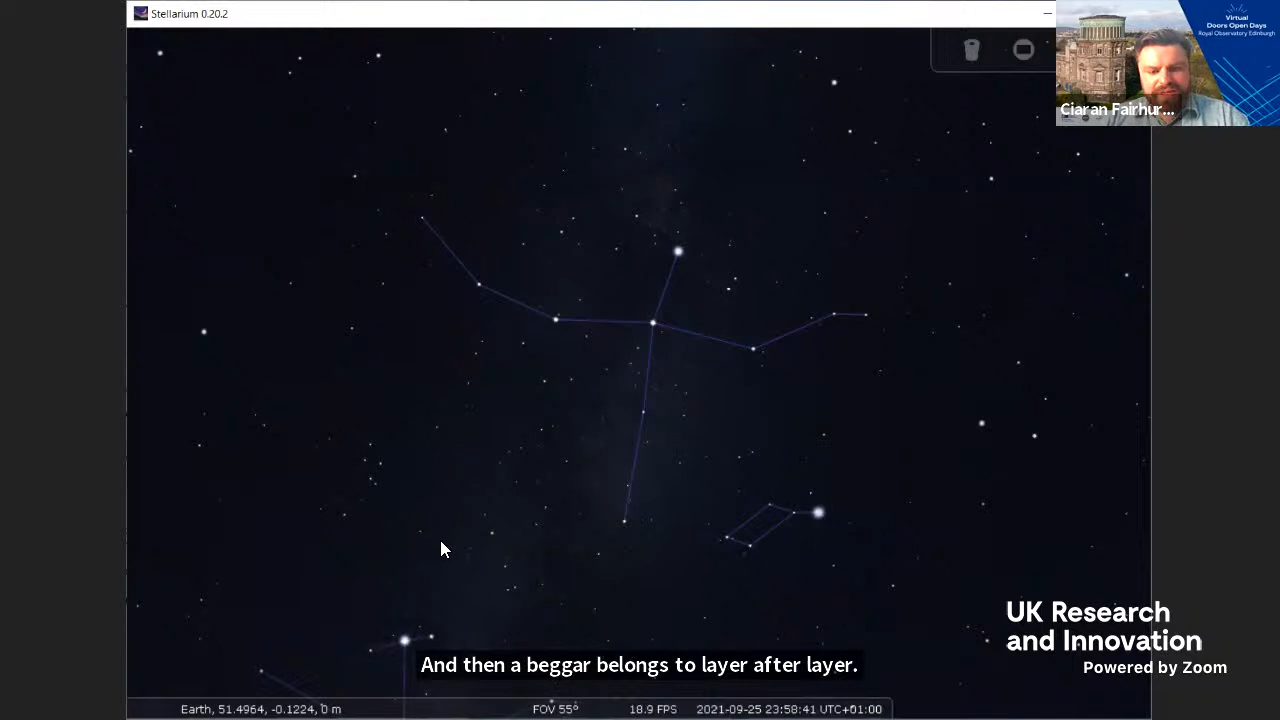 Stellarium 0.20.2
Virtual
Doors Open Days
Royal Observatory Edinburgh
Ciaran Fairhur...
UK Research
and Innovation
Powered by Zoom
And then a beggar belongs to layer after layer.
Earth, 51.4964, -0.1224, 0 m
FOV 55°
18.9 FPS
2021-09-25 23:58:41 UTC+01:00